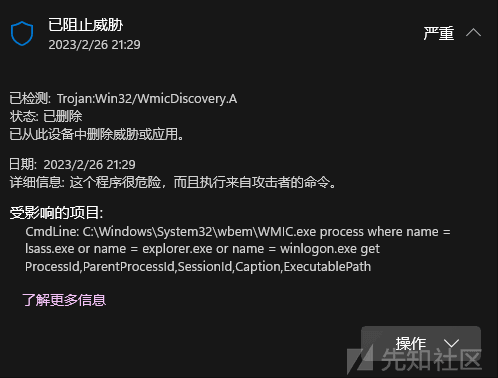 已阻止威胁
2023/2/26 21:29
严重
已检测: Trojan:Win32/WmicDiscovery.A
状态: 已删除
已从此设备中删除威胁或应用。
日期: 2023/2/26 21:29
详细信息: 这个程序很危险，而且执行来自攻击者的命令。
受影响的项目:
CmdLine: C:\Windows\System32\wbem\WMIC.exe process where name =
lsass.exe or name = explorer.exe or name = winlogon.exe get
ProcessId,ParentProcessId,SessionId,Caption,ExecutablePath
了解更多信息
操作
先知社区